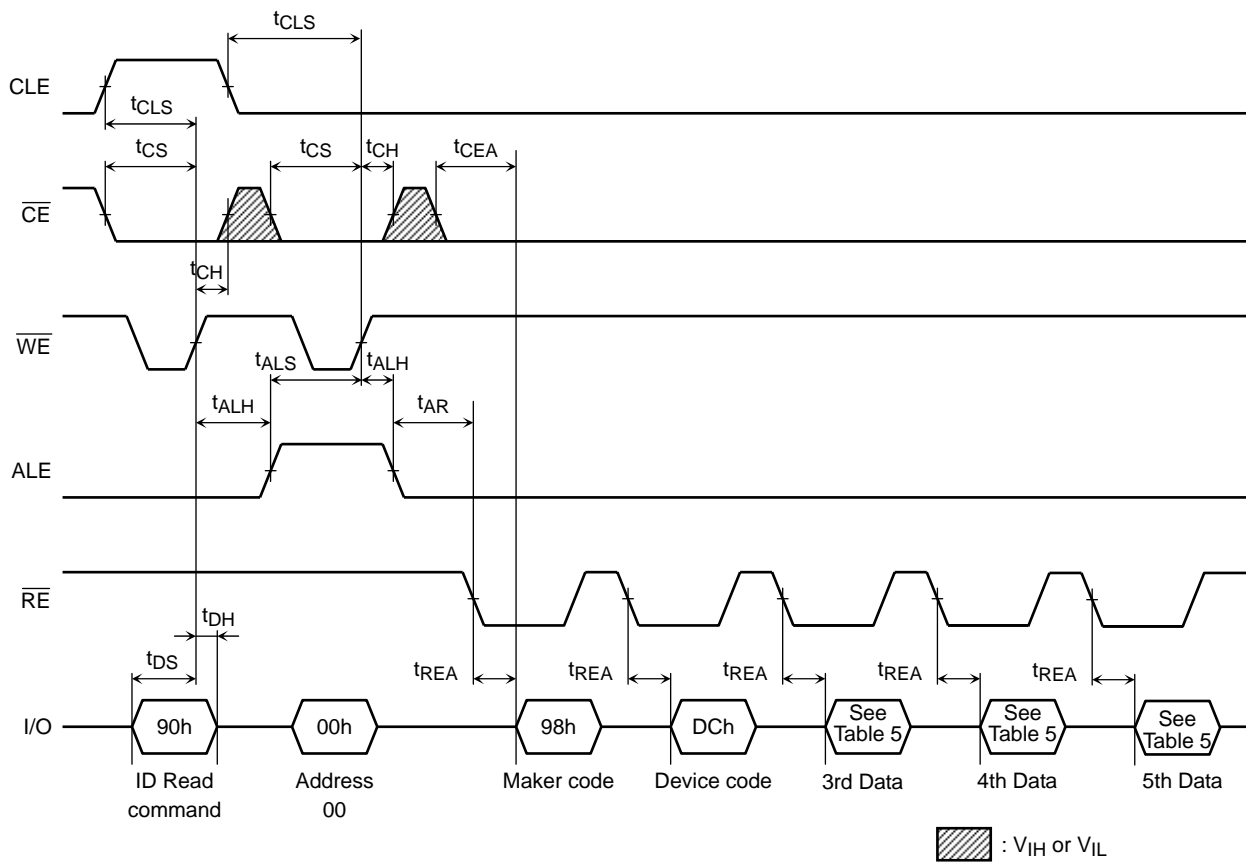 tCLS
CLE
tCLS
tCS
tCS
tCH
tCEA
CE
tCH
WE
tALS
tALH
tALH
tAR
ALE
RE
tDH
tDS
tREA
tREA
tREA
tREA
tREA
I/O
90h
00h
98h
DCh
See
Table 5
See
Table 5
See
Table 5
ID Read
command
Address
00
Maker code
Device code
3rd Data
4th Data
5th Data
: VIH or VIL